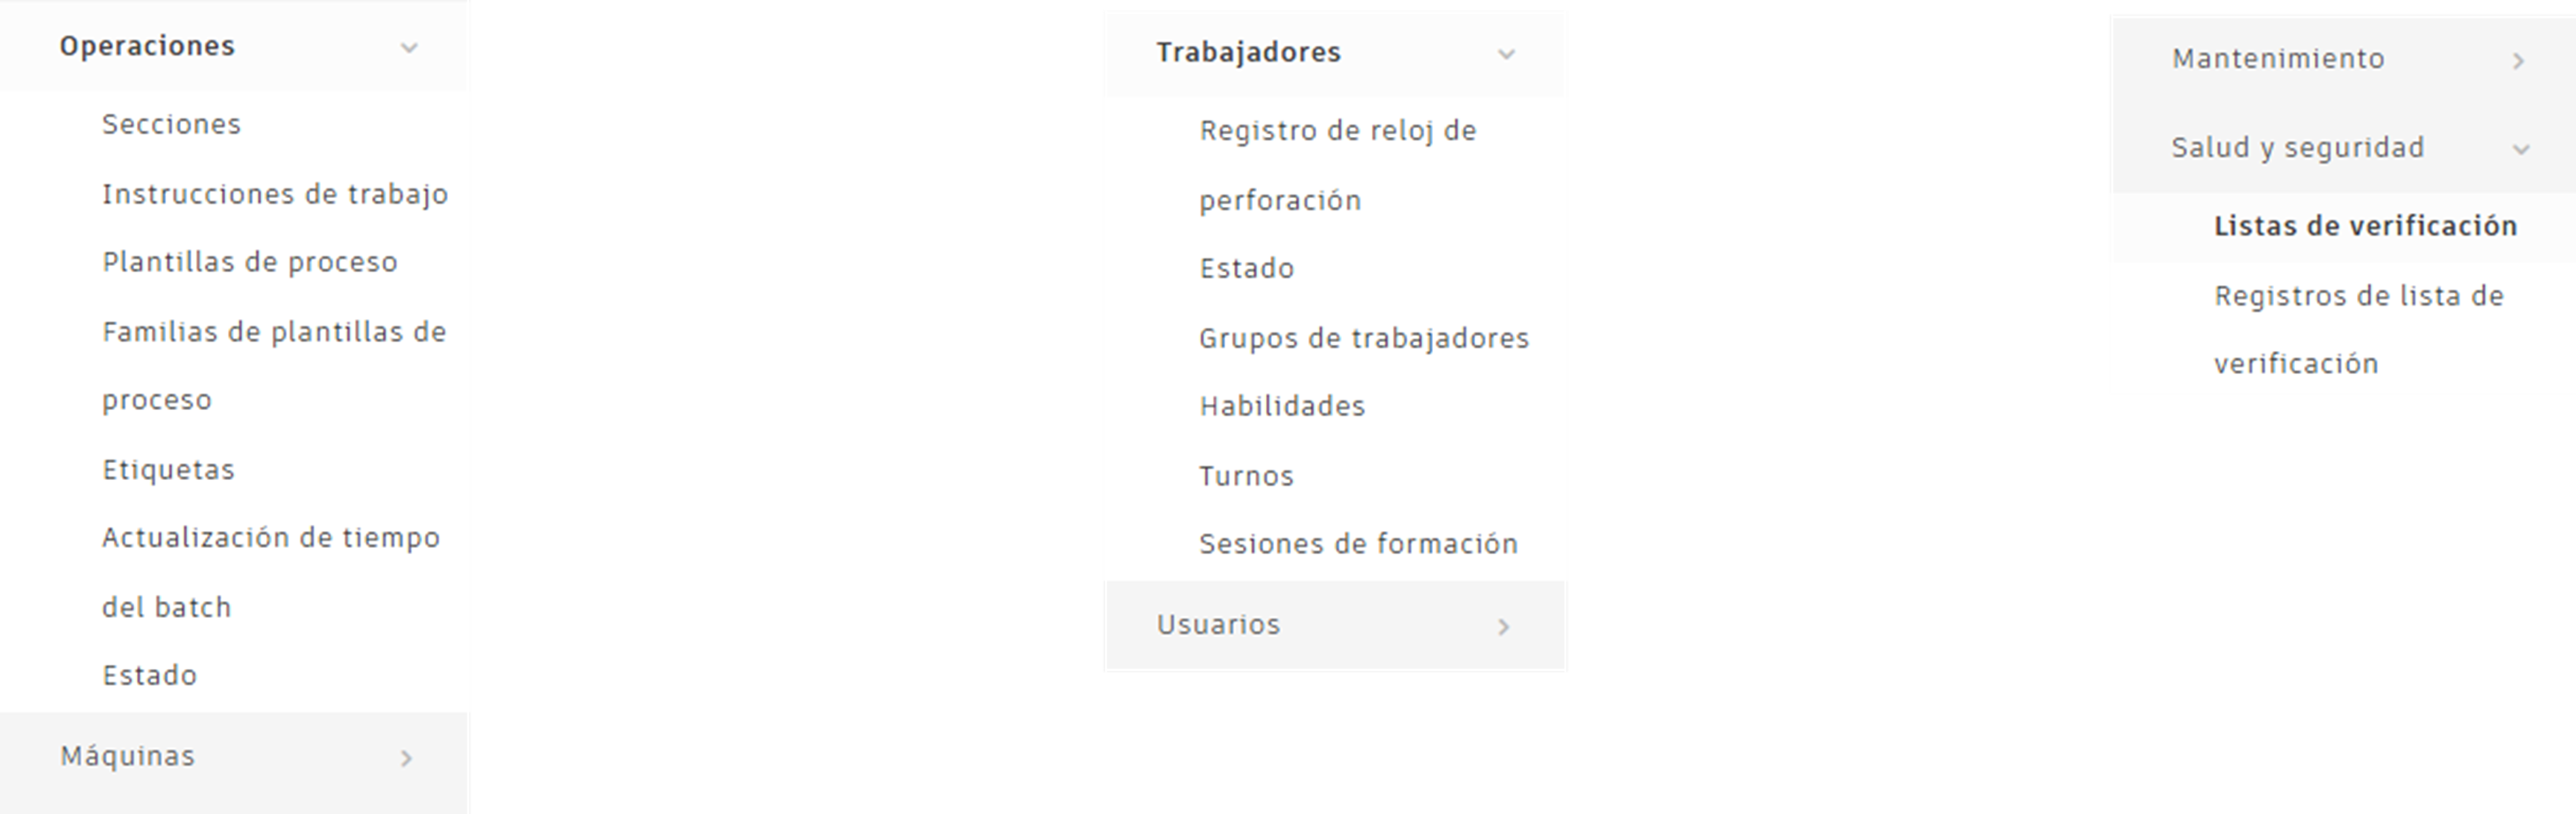 Operaciones
Secciones
Instrucciones de trabajo
Plantillas de proceso
Familias de plantillas de
proceso
Etiquetas
Actualización de tiempo
del batch
Estado
Máquinas
Trabajadores
Registro de reloj de
perforación
Estado
Grupos de trabajadores
Habilidades
Turnos
Sesiones de formación
Usuarios
Mantenimiento
Salud y seguridad
Listas de verificación
Registros de lista de
verificación